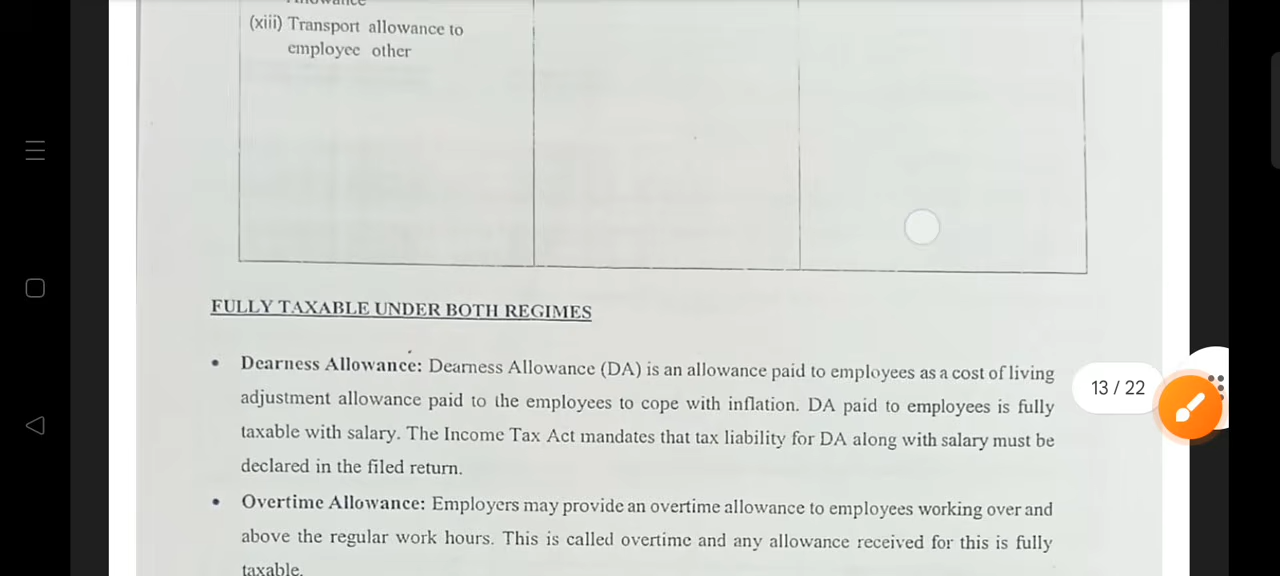 (xiii) Transport allowance to
employee other
FULLY TAXABLE UNDER BOTH REGIMES
• Dearness Allowance: Dearness Allowance (DA) is an allowance paid to employees as a cost of living
adjustment allowance paid to the employees to cope with inflation. DA paid to employees is fully
taxable with salary. The Income Tax Act mandates that tax liability for DA along with salary must be
declared in the filed return.
13 / 22
• Overtime Allowance: Employers may provide an overtime allowance to employees working over and
above the regular work hours. This is called overtime and any allowance received for this is fully
taxable.